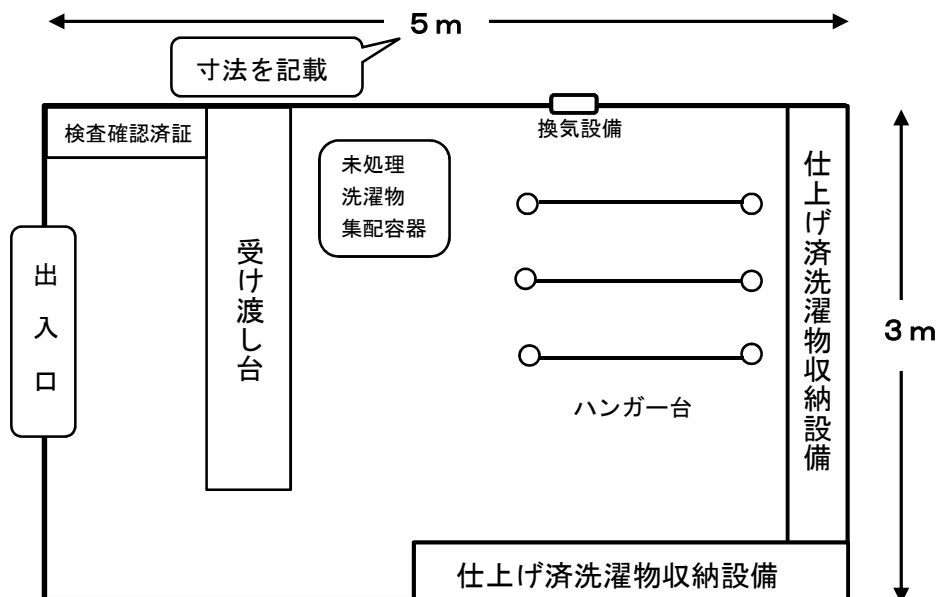 5m
寸法を記載
検査確認済証
換気設備
未処理
洗濯物
集配容器
出入口
受け渡し台
仕上げ済洗濯物収納設備
3m
ハンガー台
仕上げ済洗濯物収納設備